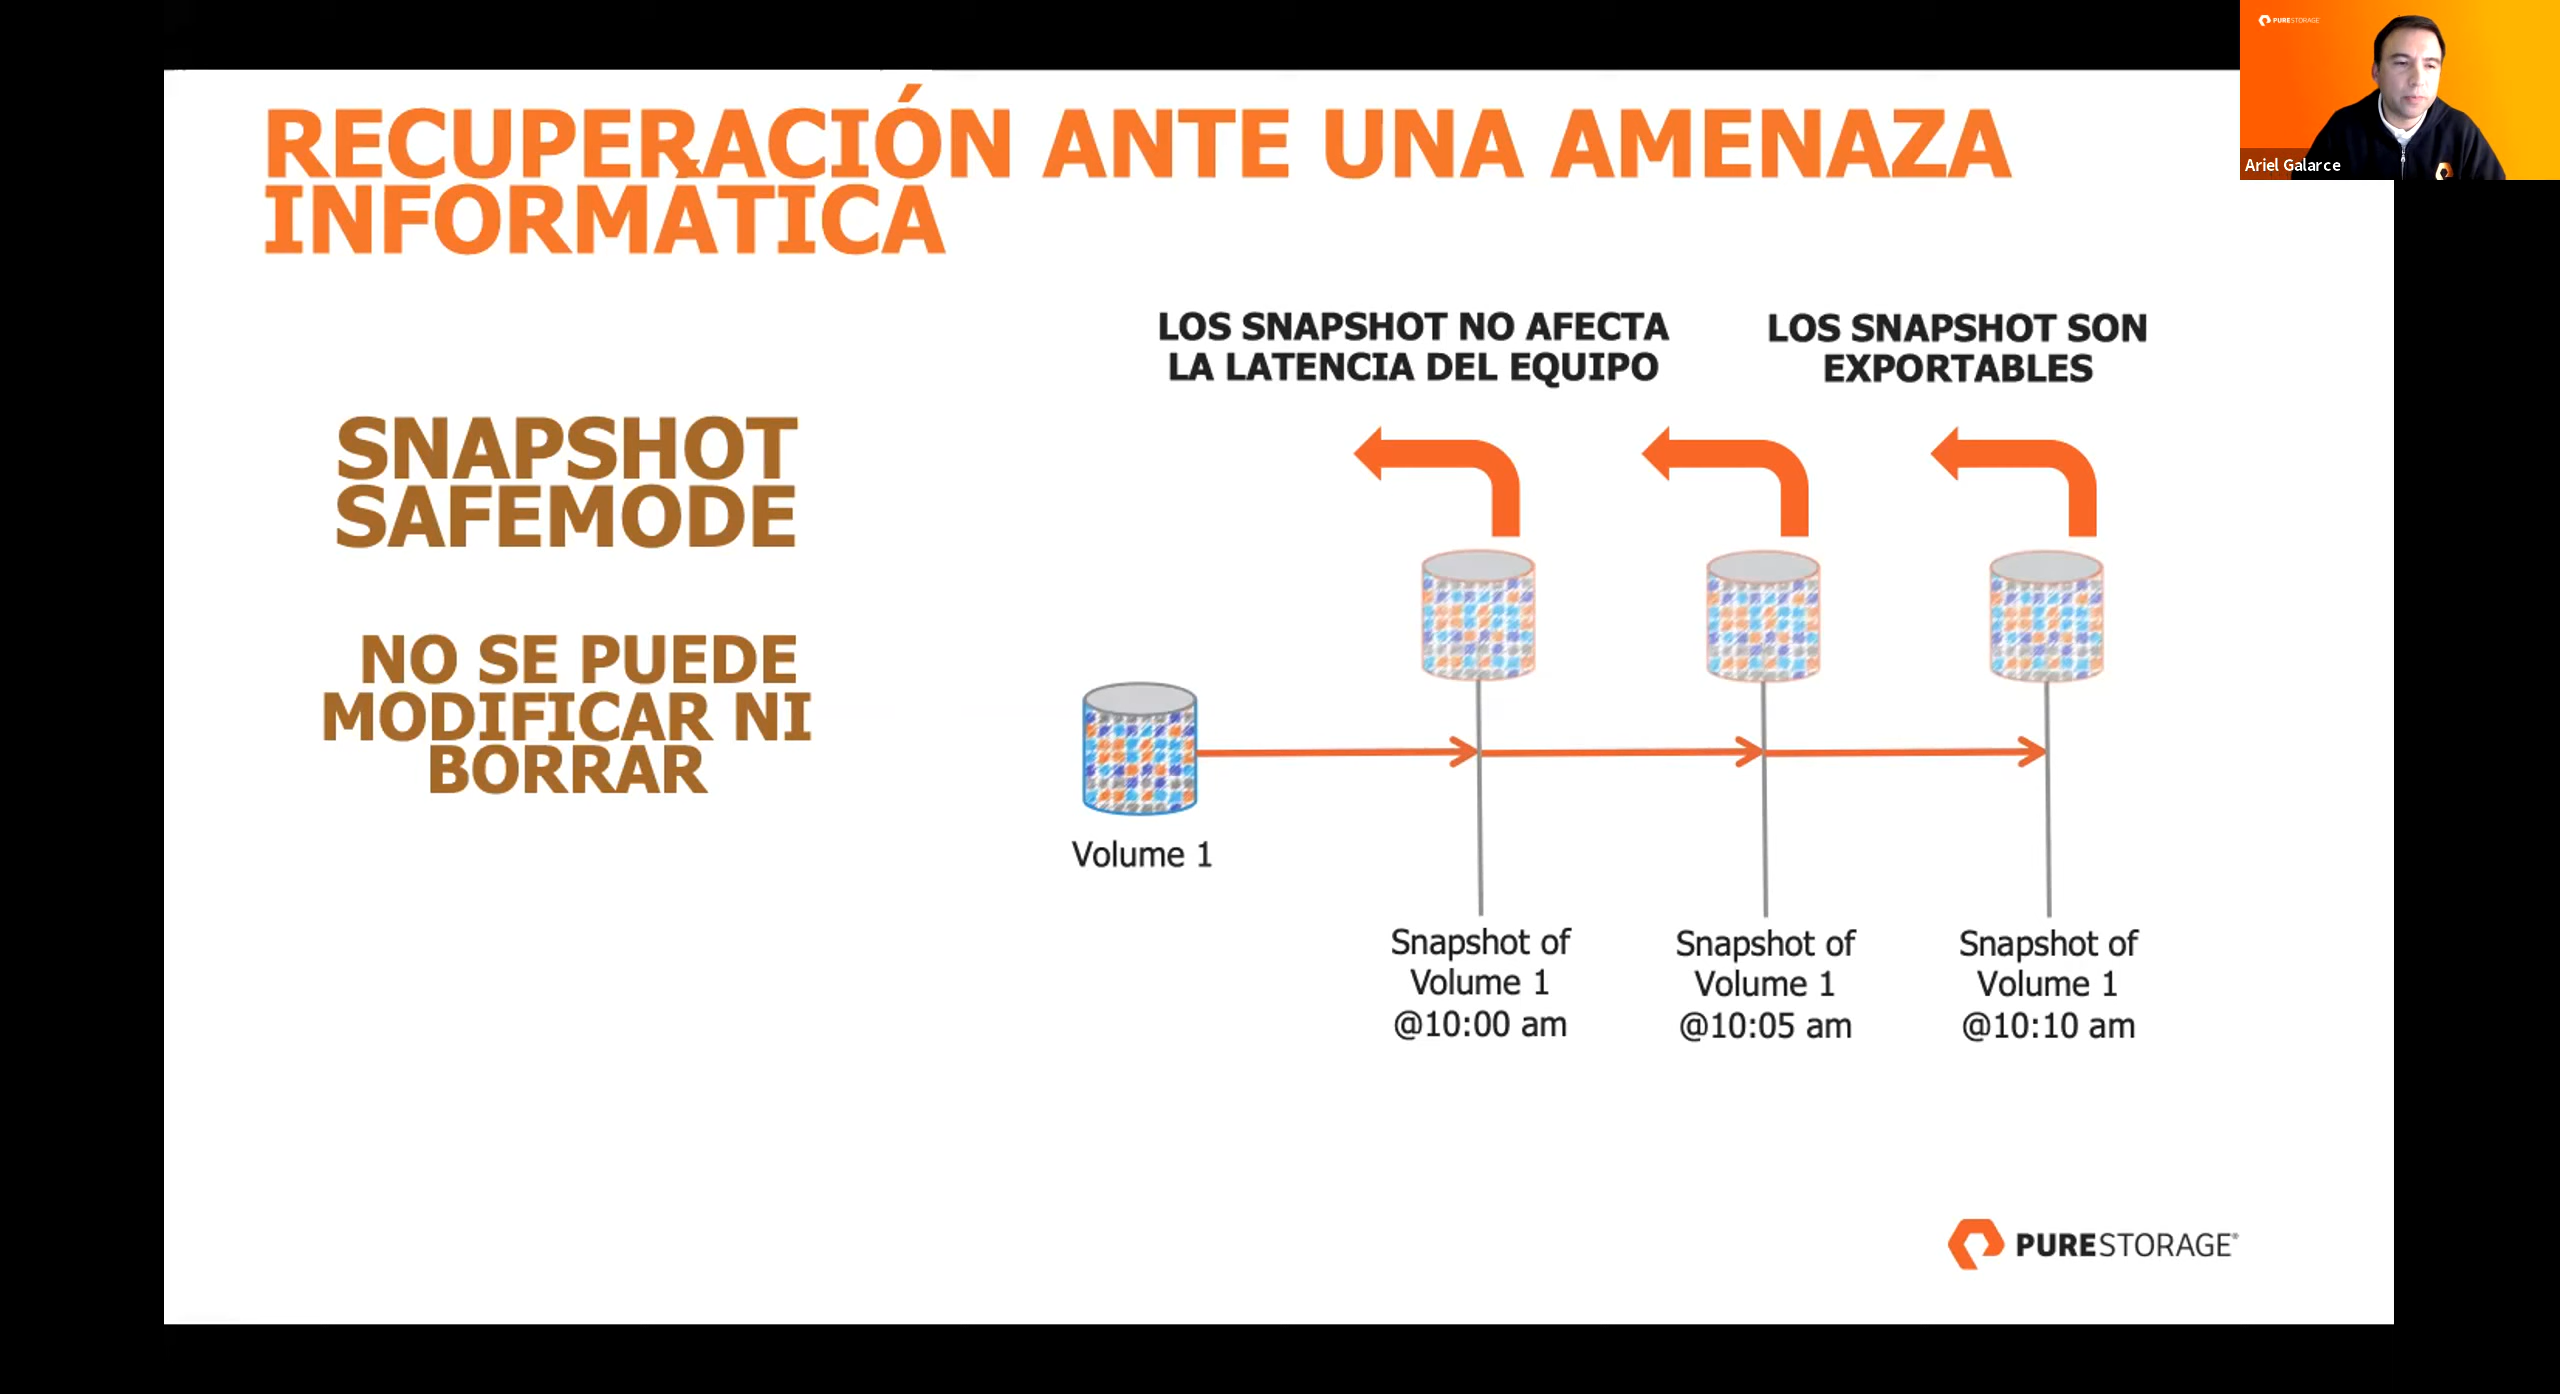 PURESTORAGE
Ariel Galarce
RECUPERACIÓN ANTE UNA AMENAZA
INFORMÁTICA
LOS SNAPSHOT NO AFECTA
LA LATENCIA DEL EQUIPO
LOS SNAPSHOT SON
EXPORTABLES
SNAPSHOT
SAFEMODE
NO SE PUEDE
MODIFICAR NI
BORRAR
Volume 1
Snapshot of
Volume 1
@10:00 am
Snapshot of
Volume 1
@10:05 am
Snapshot of
Volume 1
@10:10 am
PURESTORAGE®